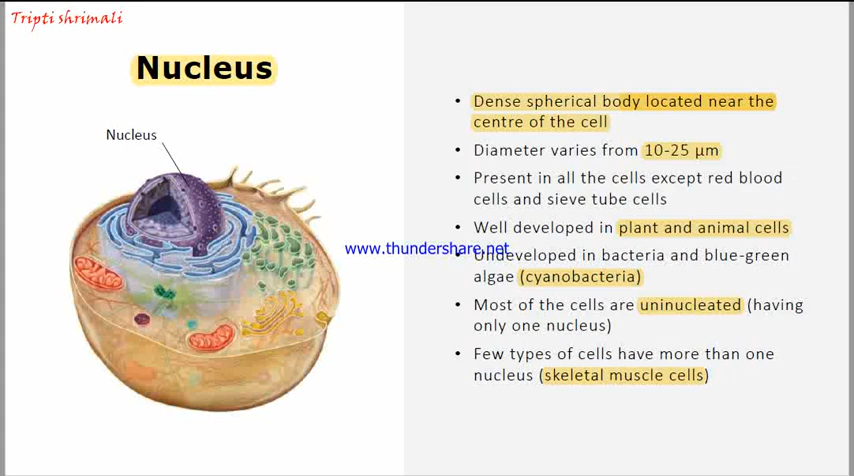 Tripti shrimali
Nucleus
Nucleus
• Dense spherical body located near the
centre of the cell
• Diameter varies from 10-25 µm
• Present in all the cells except red blood
cells and sieve tube cells
• Well developed in plant and animal cells
www.thundershare.net
• Undeveloped in bacteria and blue-green
algae (cyanobacteria)
• Most of the cells are uninucleated (having
only one nucleus)
• Few types of cells have more than one
nucleus (skeletal muscle cells)